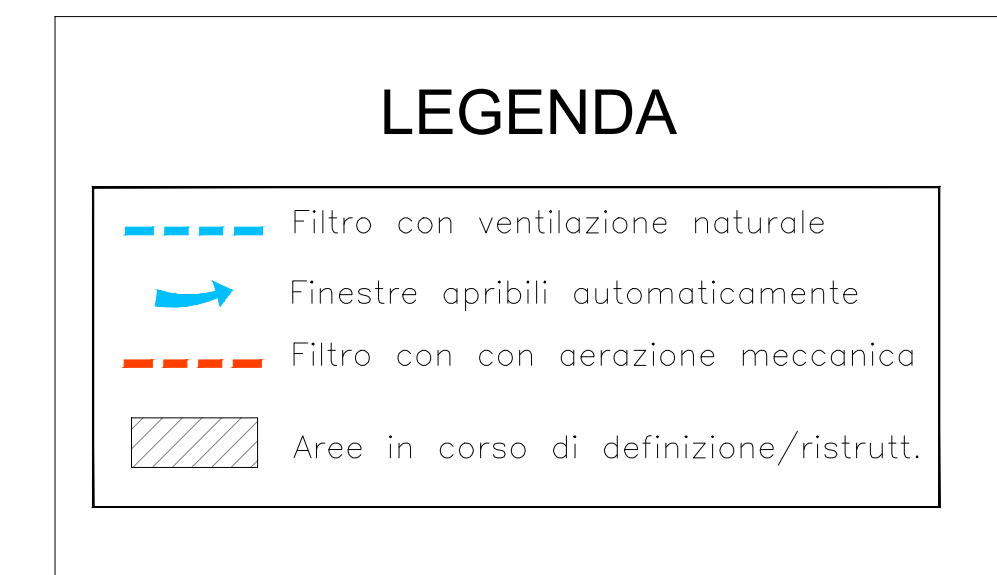 LEGENDA
Filtro con ventilazione naturale
Finestre apribili automaticamente
Filtro con con aerazione meccanica
Aree in corso di definizione/ristrutt.